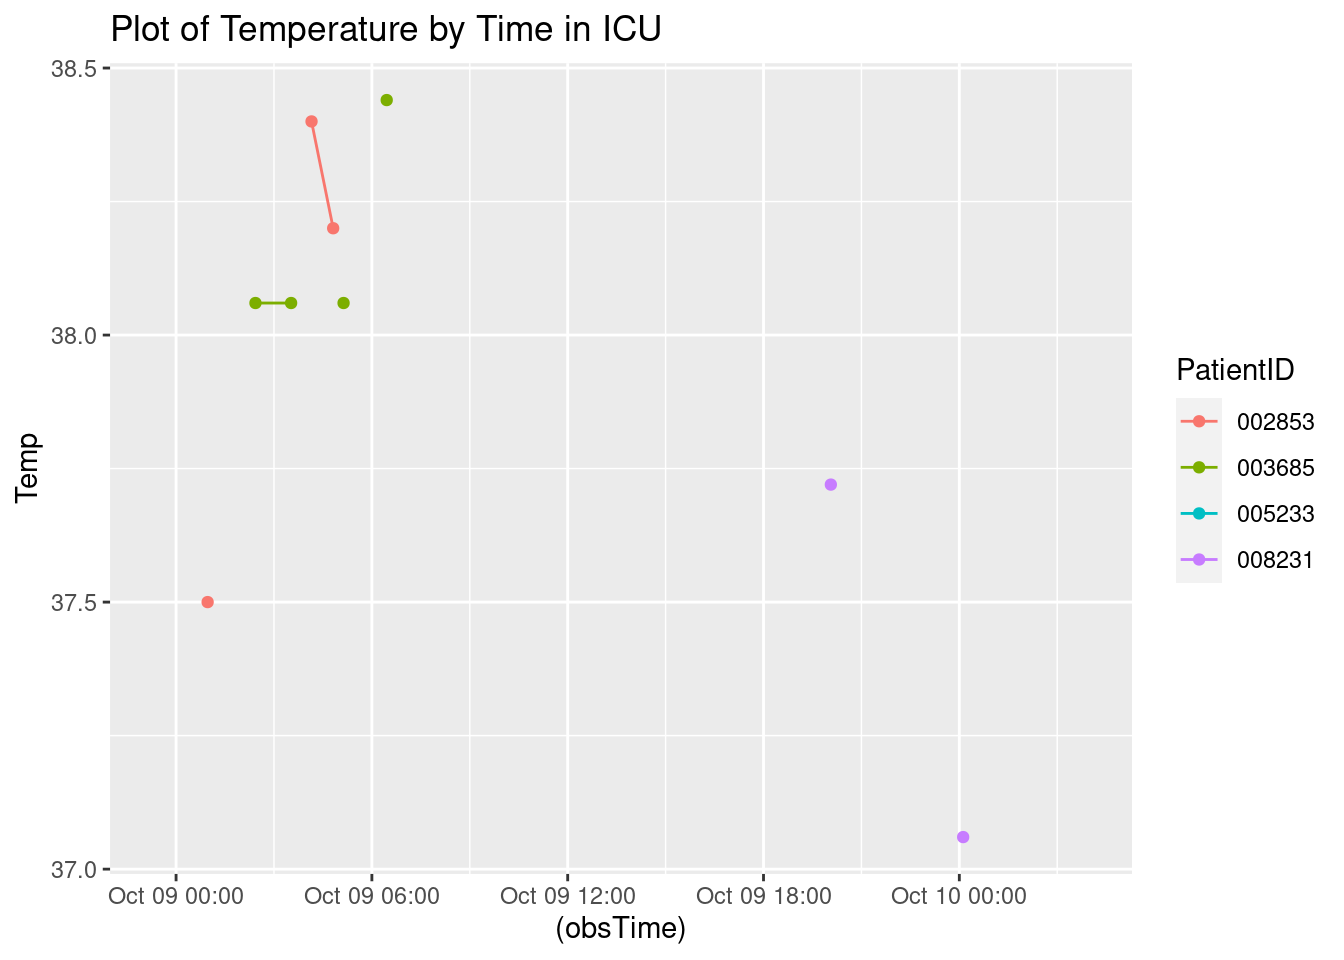 Plot of Temperature by Time in ICU
38.5
38.0
37.5
37.0
Temp
Oct 09 00:00 Oct 09 06:00 Oct 09 12:00 Oct 09 18:00 Oct 10 00:00
(obsTime)
PatientID
002853
003685
005233
008231